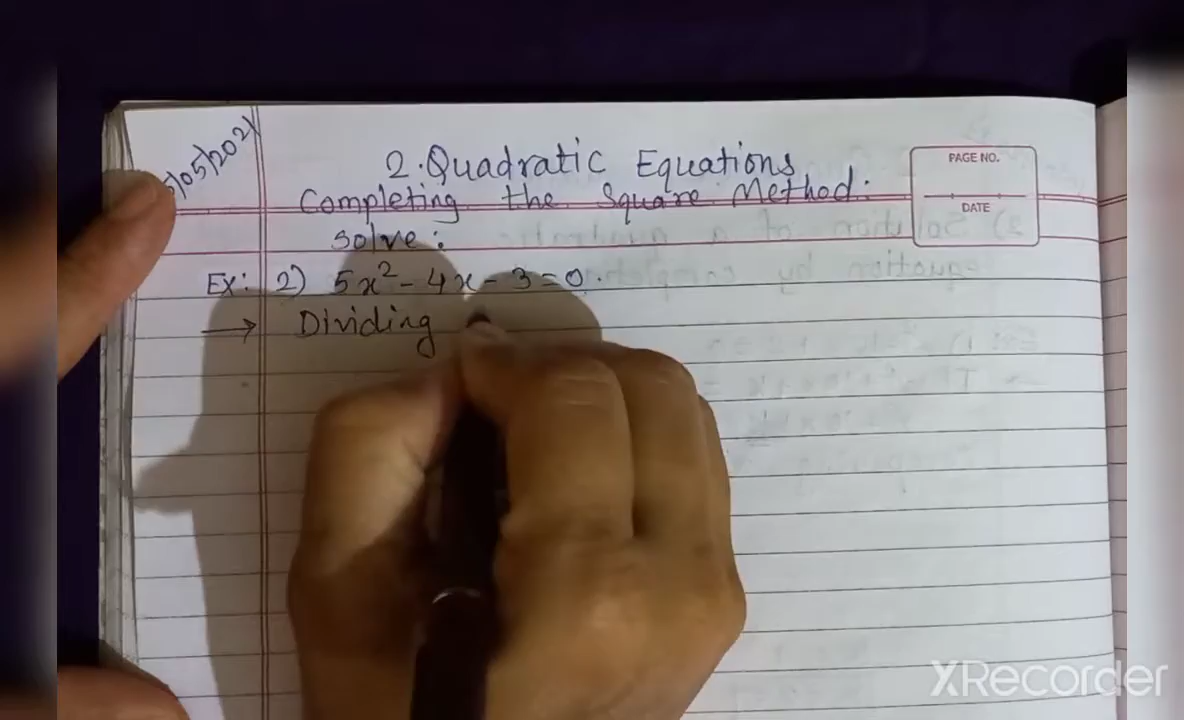 2. Quadratic Equations
Completing the Square Method:
Solve:
Ex: 2) 5x² - 4x - 3 = 0.
→ Dividing
PAGE NO.
DATE
XRecorder